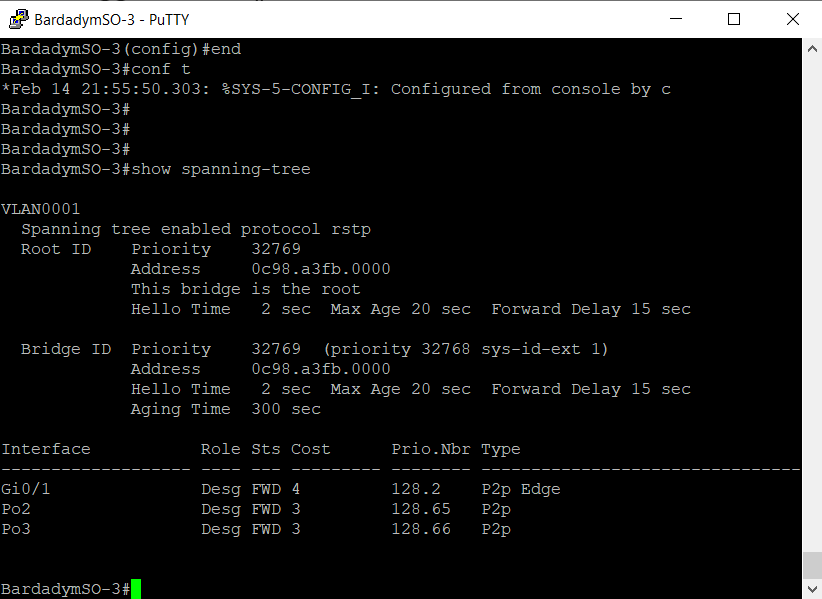 BardadymSO-3 - PuTTY
BardadymSO-3(config)#end
BardadymSO-3#conf t
*Feb 14 21:55:50.303: %SYS-5-CONFIG_I: Configured from console by c
BardadymSO-3#
BardadymSO-3#
BardadymSO-3#
BardadymSO-3#show spanning-tree
VLAN0001
  Spanning tree enabled protocol rstp
  Root ID    Priority    32769
             Address     0c98.a3fb.0000
             This bridge is the root
             Hello Time   2 sec  Max Age 20 sec  Forward Delay 15 sec
  Bridge ID  Priority    32769  (priority 32768 sys-id-ext 1)
             Address     0c98.a3fb.0000
             Hello Time   2 sec  Max Age 20 sec  Forward Delay 15 sec
             Aging Time  300 sec
Interface           Role Sts Cost      Prio.Nbr Type
------------------- ---- --- --------- -------- --------------------------------
Gi0/1               Desg FWD 4         128.2    P2p Edge
Po2                 Desg FWD 3         128.65   P2p
Po3                 Desg FWD 3         128.66   P2p
BardadymSO-3#